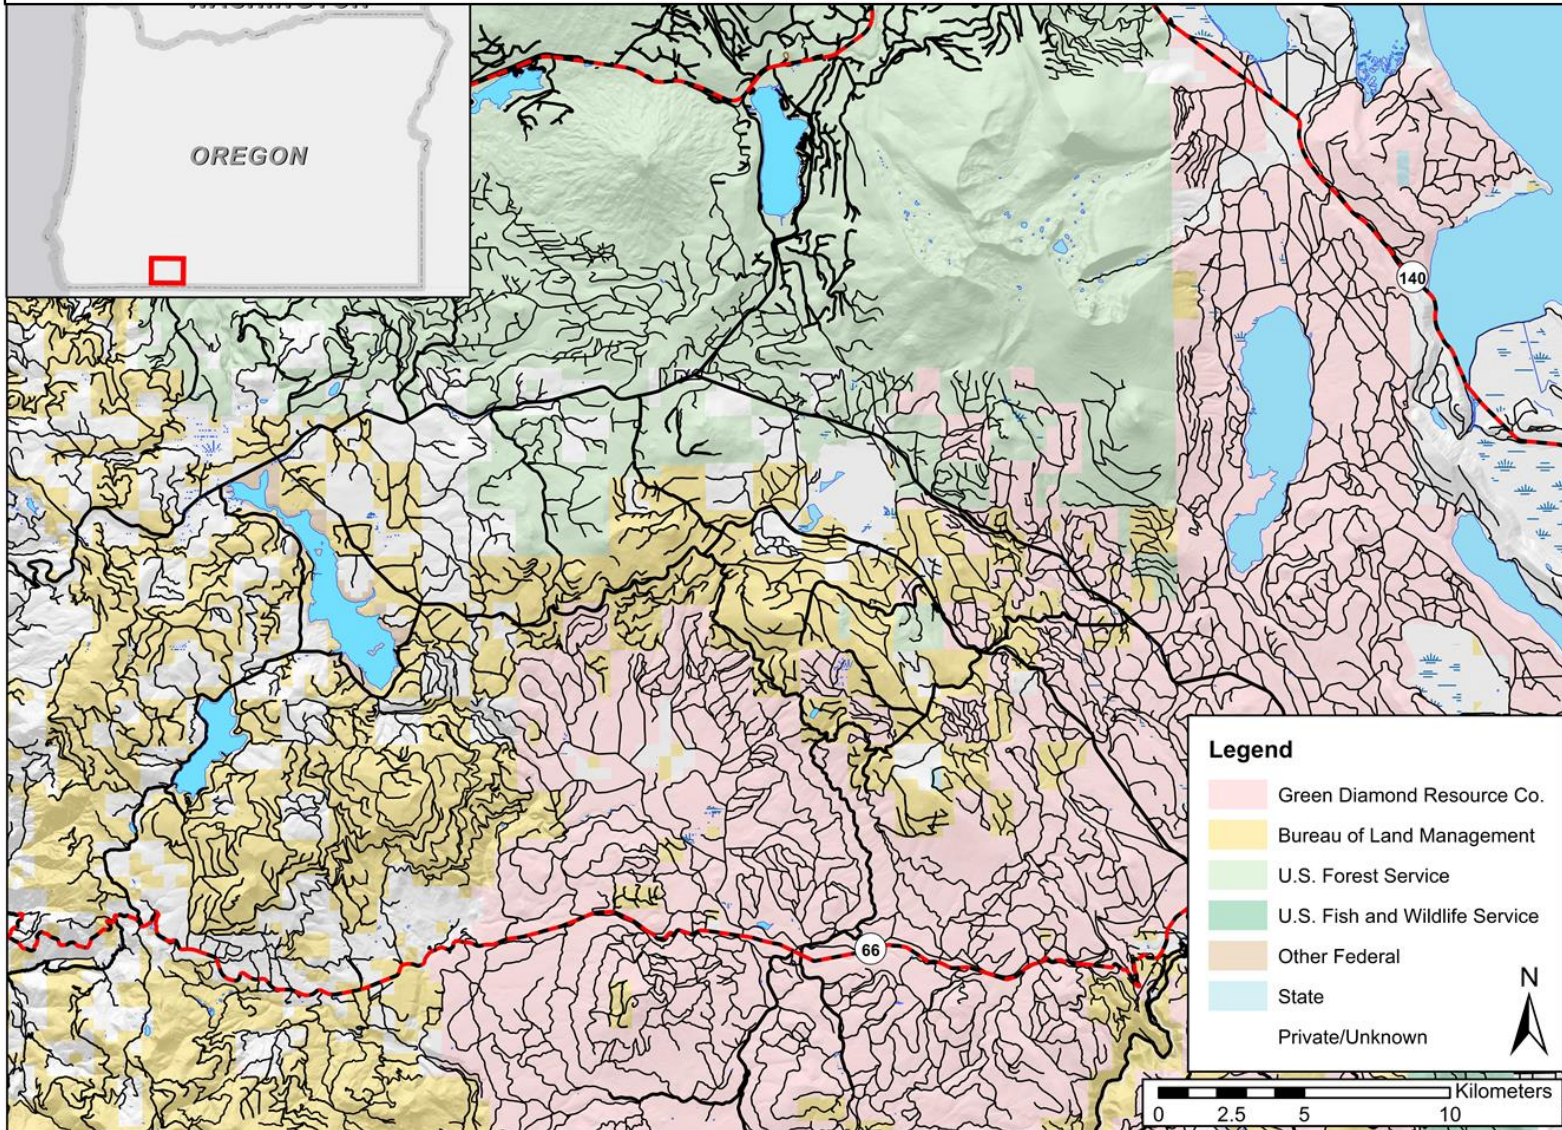 WASHINGTON
OREGON
140
66
Legend
Green Diamond Resource Co.
Bureau of Land Management
U.S. Forest Service
U.S. Fish and Wildlife Service
Other Federal
State
Private/Unknown
N
Kilometers
0 2.5 5 10